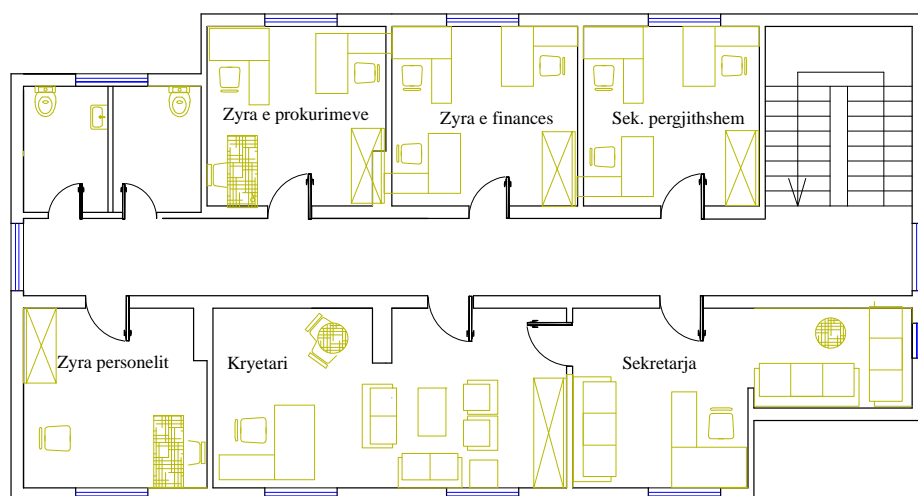 Zyra e prokurimeve
Zyra e finances
Sek. pergjithshem
Zyra personelit
Kryetari
Sekretarja